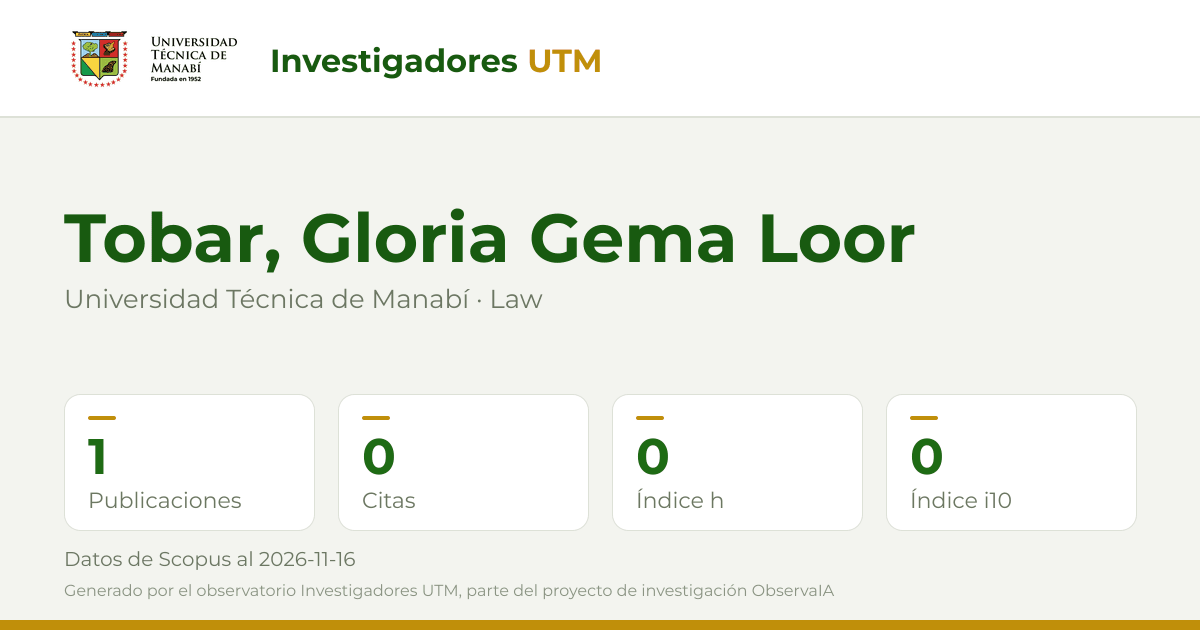 UNIVERSIDAD
TÉCNICA DE
MANABÍ
Fundada en 1952
Investigadores UTM
Tobar, Gloria Gema Loor
Universidad Técnica de Manabí · Law
1
Publicaciones
0
Citas
0
Índice h
0
Índice i10
Datos de Scopus al 2026-11-16
Generado por el observatorio Investigadores UTM, parte del proyecto de investigación ObservaIA